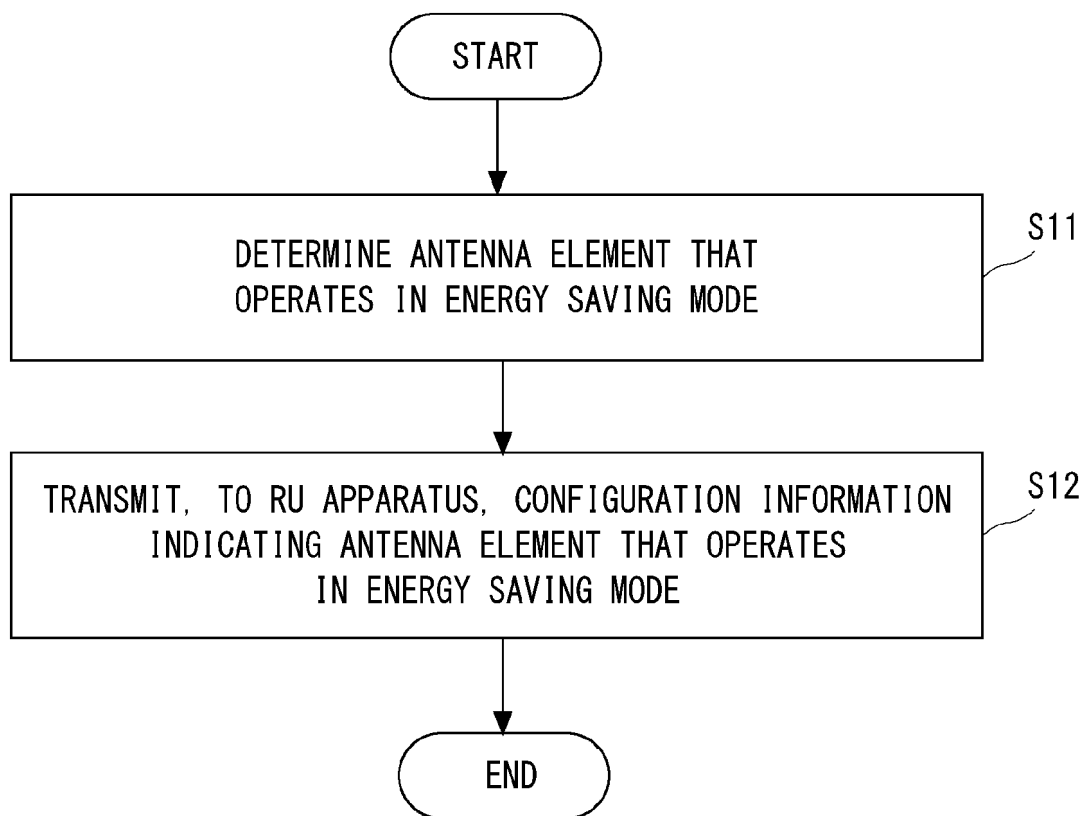 START
DETERMINE ANTENNA ELEMENT THAT
OPERATES IN ENERGY SAVING MODE
S11
TRANSMIT, TO RU APPARATUS, CONFIGURATION INFORMATION
INDICATING ANTENNA ELEMENT THAT OPERATES
IN ENERGY SAVING MODE
S12
END